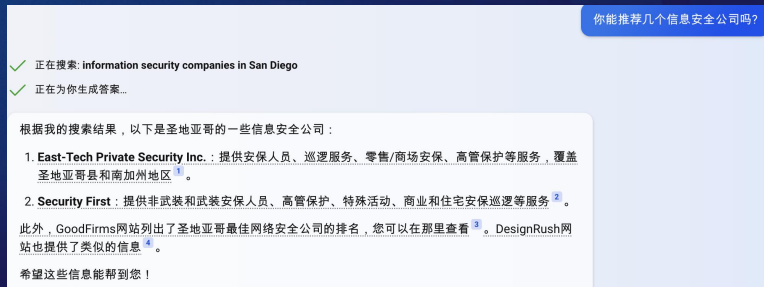 你能推荐几个信息安全公司吗?
正在搜索: information security companies in San Diego
正在为你生成答案...
根据我的搜索结果，以下是圣地亚哥的一些信息安全公司：
1. East-Tech Private Security Inc.：提供安保人员、巡逻服务、零售/商场安保、高管保护等服务，覆盖
圣地亚哥县和南加州地区 1 。
2. Security First：提供非武装和武装安保人员、高管保护、特殊活动、商业和住宅安保巡逻等服务 2 。
此外，GoodFirms网站列出了圣地亚哥最佳网络安全公司的排名，您可以在那里查看 3 。DesignRush网
站也提供了类似的信息 4 。
希望这些信息能帮到您！